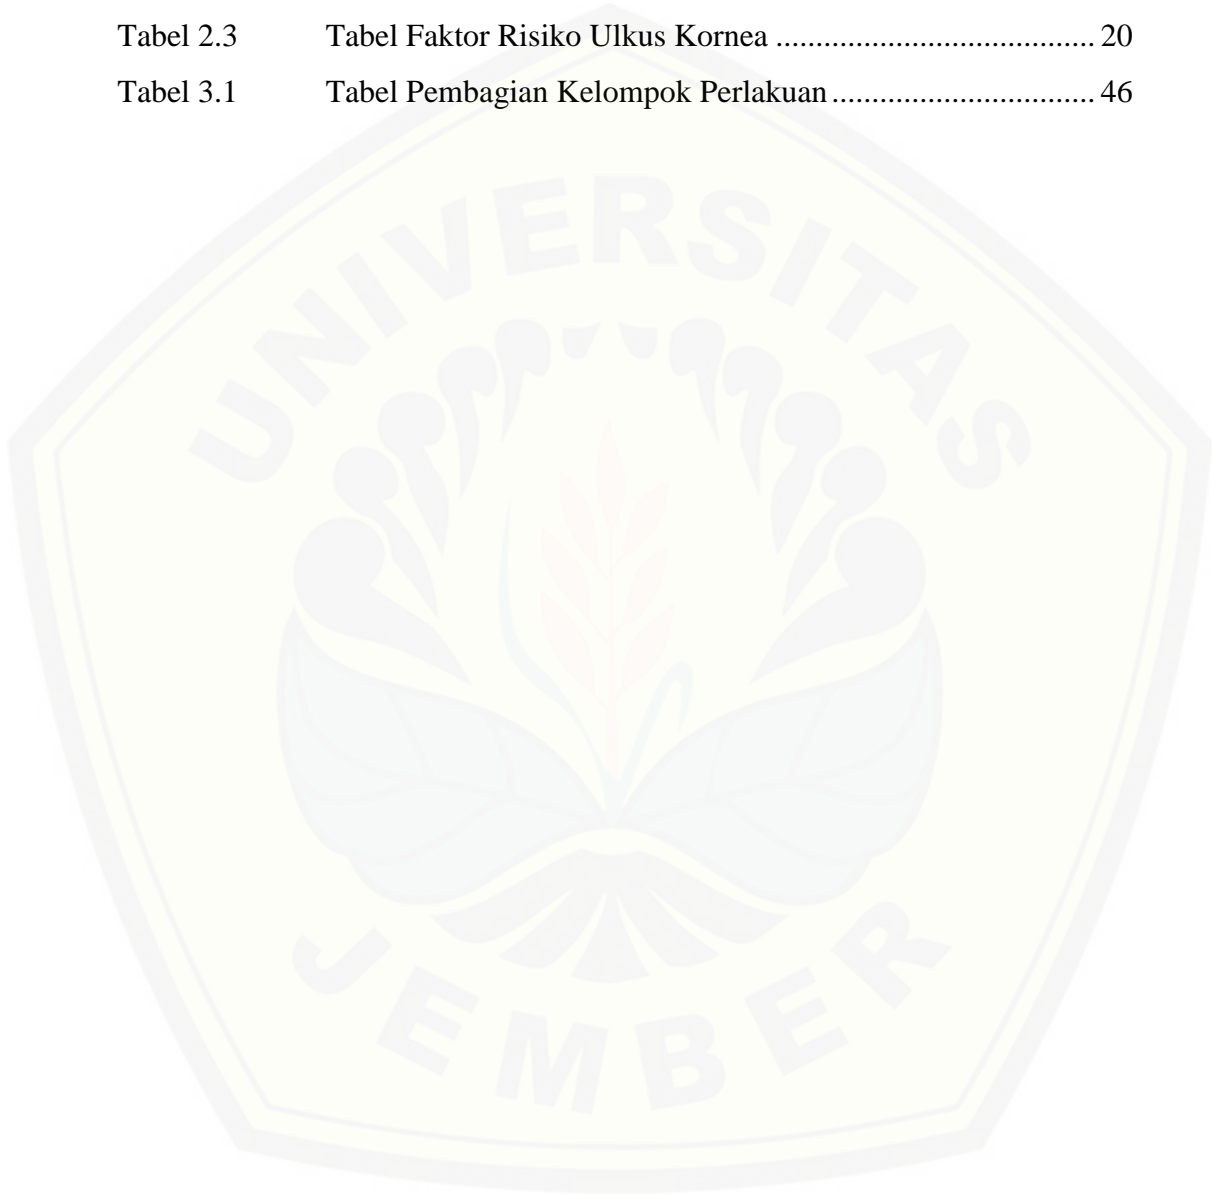 Tabel 2.3 Tabel Faktor Risiko Ulkus Kornea ........................................ 20
Tabel 3.1 Tabel Pembagian Kelompok Perlakuan ................................. 46
UNIVERSITAS
JEMBER